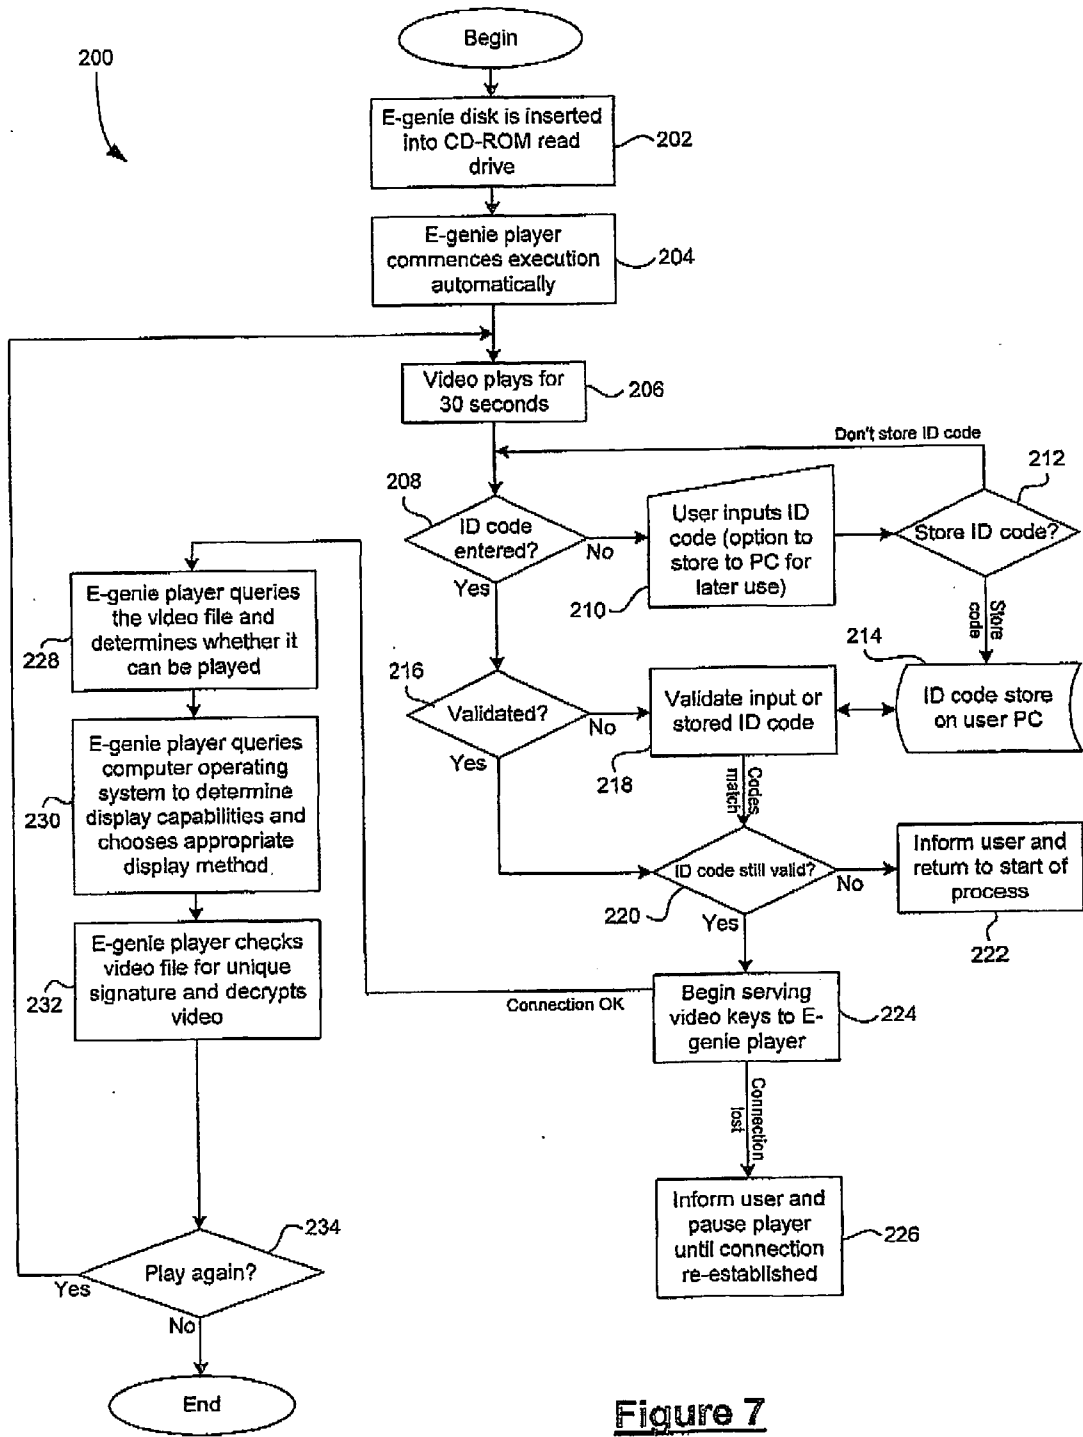 Begin
200
E-genie disk is inserted
into CD-ROM read
drive
202
E-genie player
commences execution
automatically
204
Video plays for
30 seconds
206
Don't store ID code
208
ID code
entered?
No
Yes
User inputs ID
code (option to
store to PC for
later use)
210
212
Store ID code?
Store
code
214
ID code store
on user PC
216
Validated?
No
Yes
Validate input or
stored ID code
218
Codes
match
ID code still valid?
220
No
Yes
Inform user and
return to start of
process
222
Begin serving
video keys to E-
genie player
224
Connection OK
Connection
lost
Inform user and
pause player
until connection
re-established
226
E-genie player queries
the video file and
determines whether it
can be played
228
E-genie player queries
computer operating
system to determine
display capabilities and
chooses appropriate
display method
230
E-genie player checks
video file for unique
signature and decrypts
video
232
234
Play again?
Yes
No
End
Figure 7